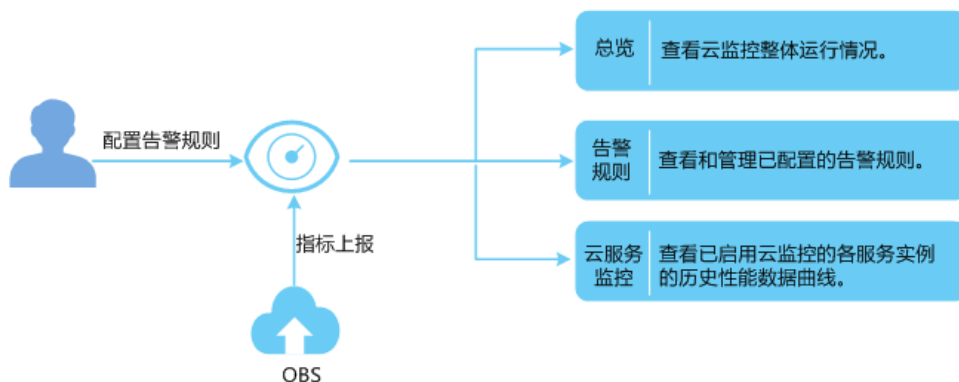 总览
查看云监控整体运行情况。
配置告警规则
告警
规则
查看和管理已配置的告警规则。
指标上报
云服务
监控
查看已启用云监控的各服务实例
的历史性能数据曲线。
OBS